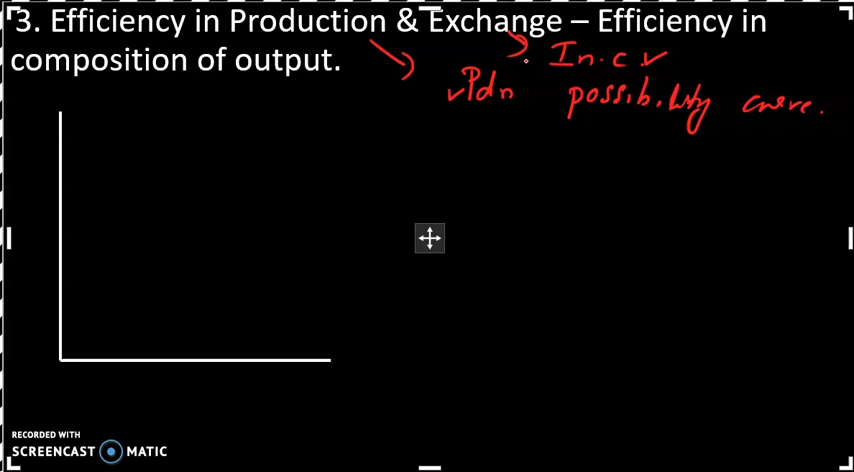 3. Efficiency in Production & Exchange – Efficiency in
composition of output.
In.c
Pdn possibility curve.
RECORDED WITH
SCREENCAST MATIC